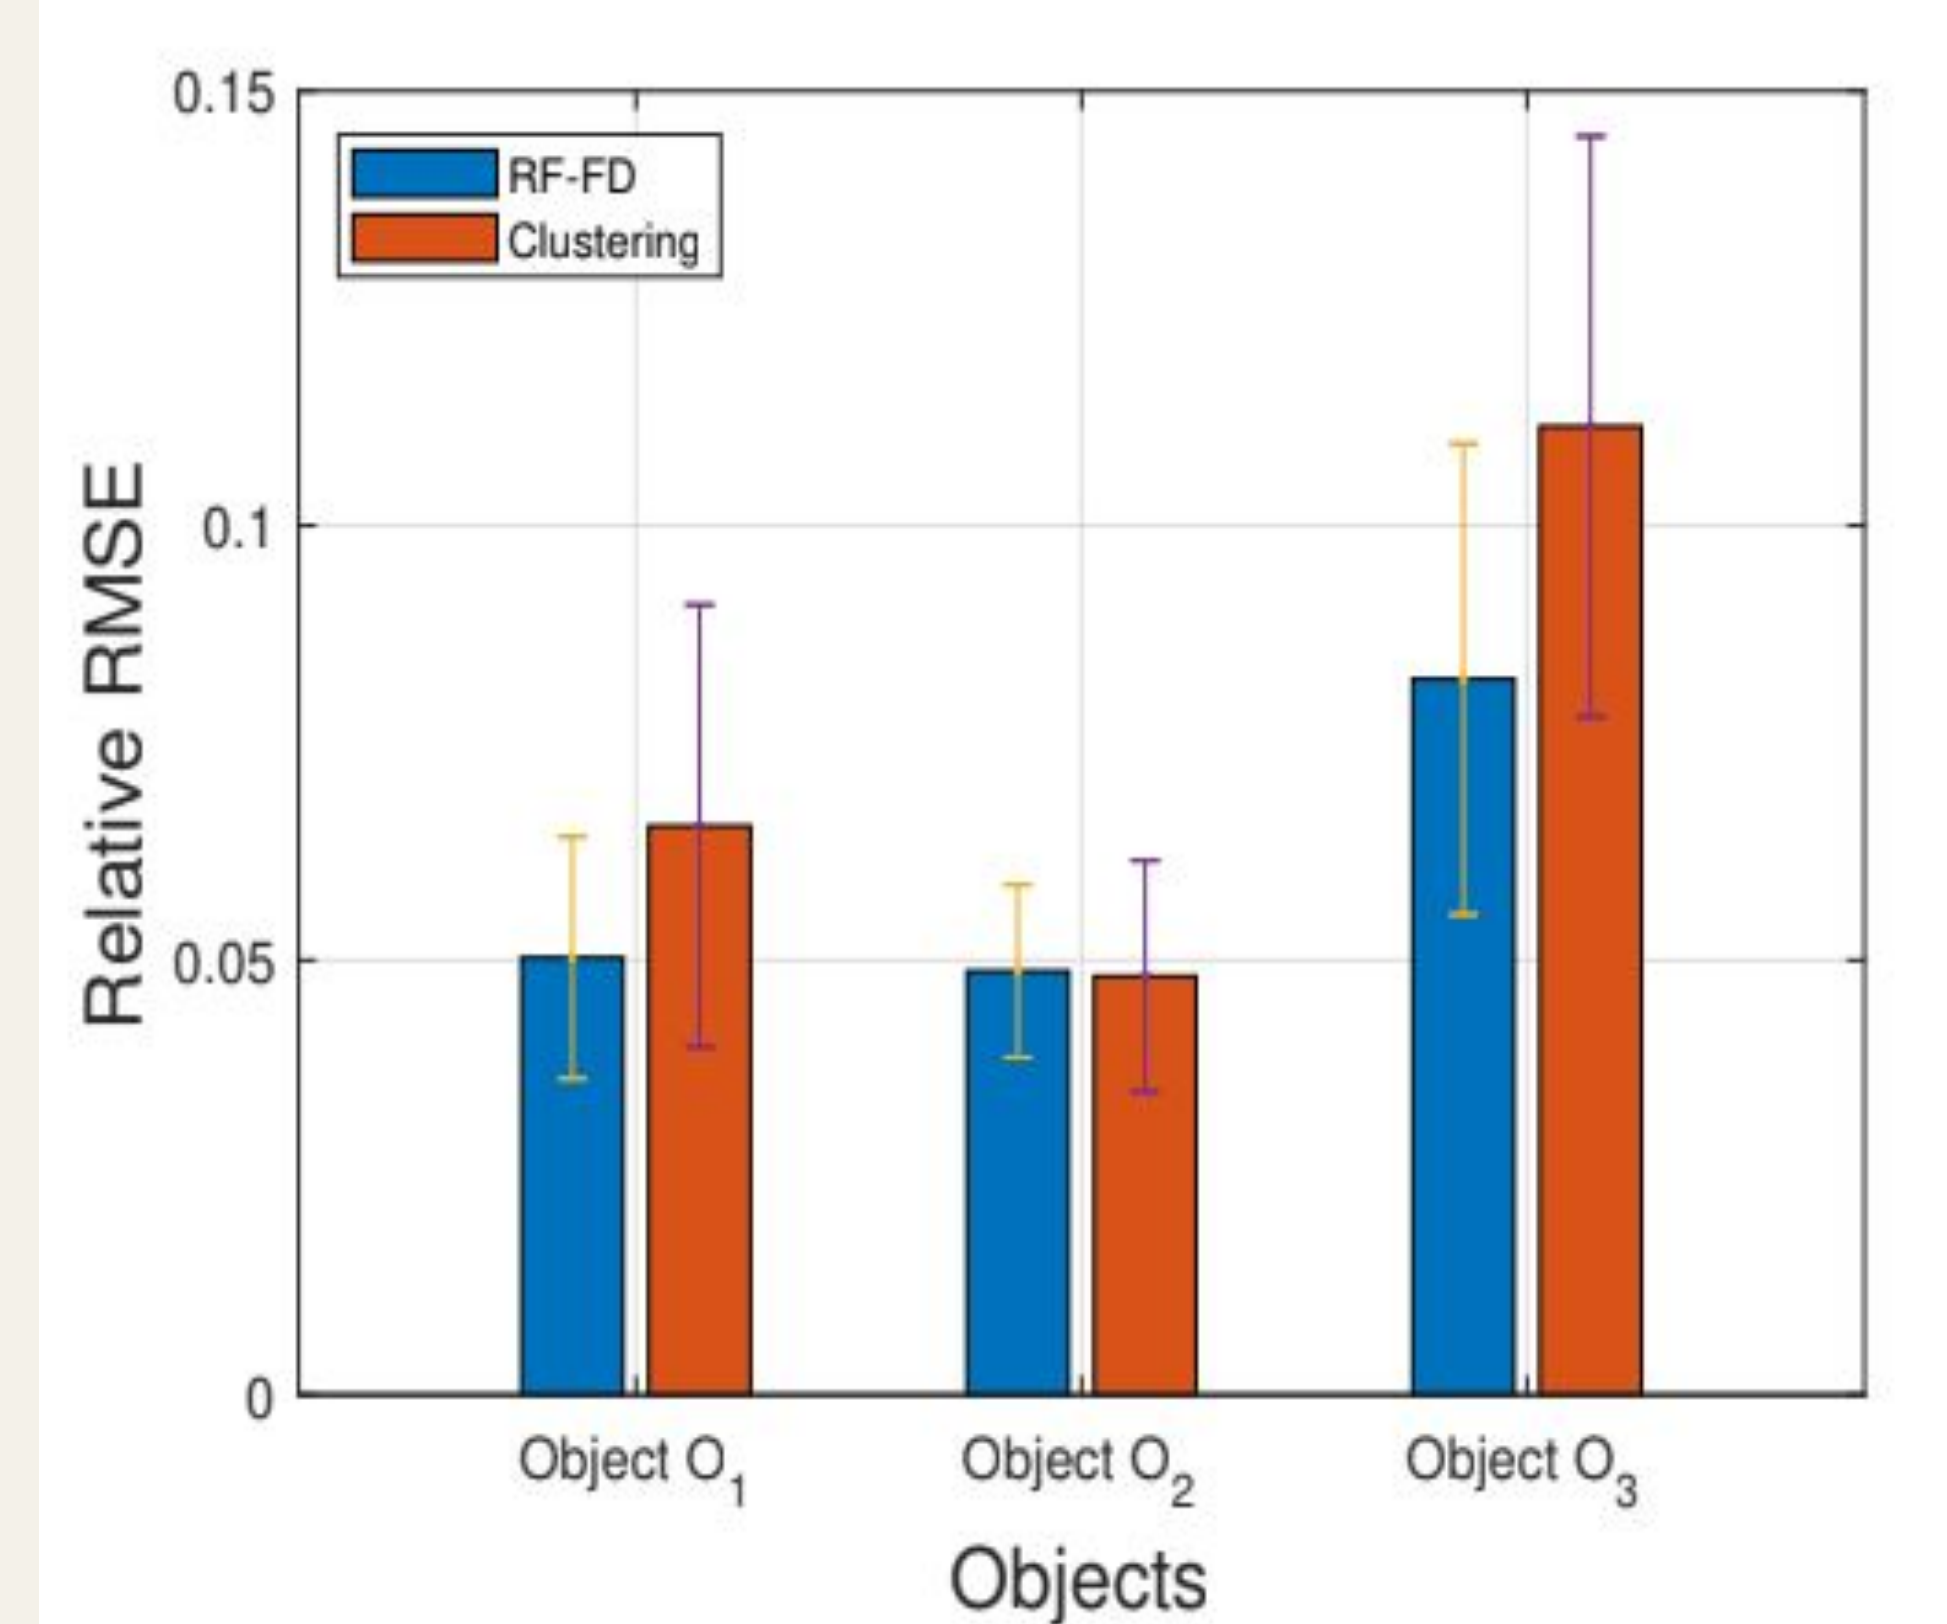 0.15
RF-FD
Clustering
0.1
0.05
0
Relative RMSE
Object O1
Object O2
Object O3
Objects